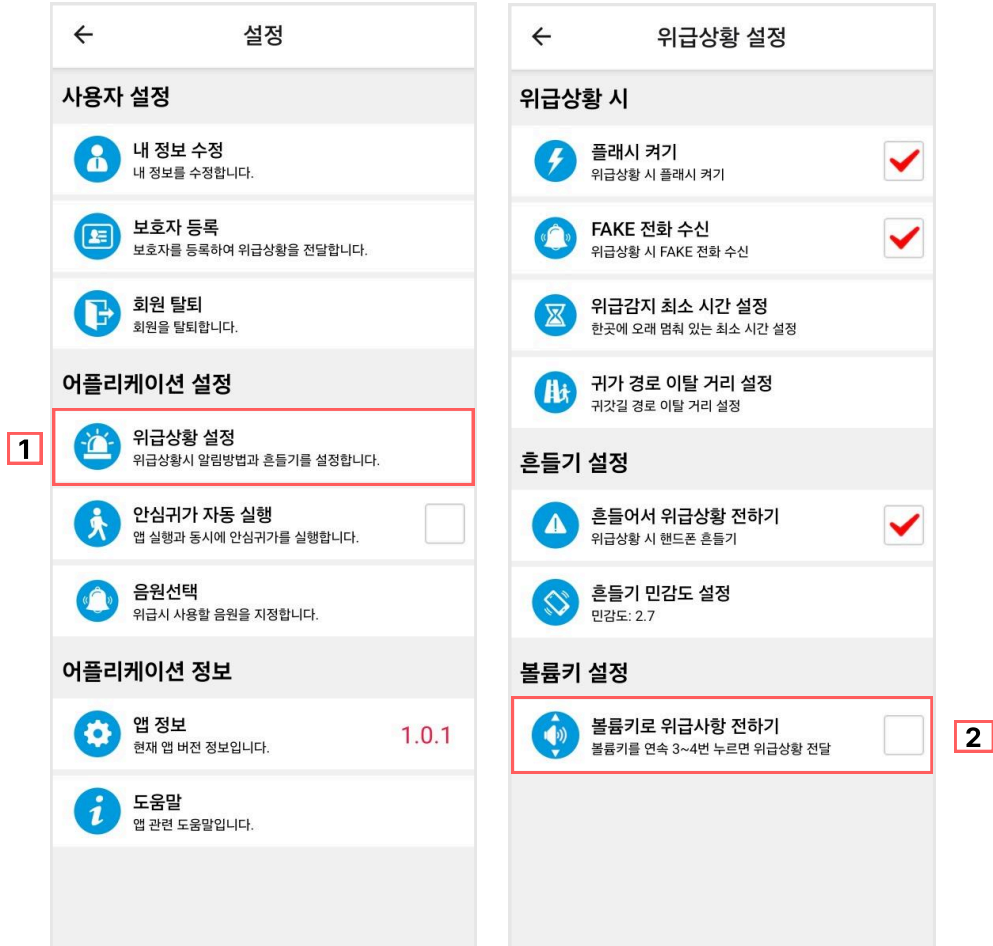 설정
사용자 설정
내 정보 수정
내 정보를 수정합니다.
보호자 등록
보호자를 등록하여 위급상황을 전달합니다.
회원 탈퇴
회원을 탈퇴합니다.
어플리케이션 설정
1
위급상황 설정
위급상황시 알림방법과 흔들기를 설정합니다.
안심귀가 자동 실행
앱 실행과 동시에 안심귀가를 실행합니다.
음원선택
위급시 사용할 음원을 지정합니다.
어플리케이션 정보
앱 정보
현재 앱 버전 정보입니다.
1.0.1
도움말
앱 관련 도움말입니다.
위급상황 설정
위급상황 시
플래시 켜기
위급상황 시 플래시 켜기
FAKE 전화 수신
위급상황 시 FAKE 전화 수신
위급감지 최소 시간 설정
한곳에 오래 멈춰 있는 최소 시간 설정
귀가 경로 이탈 거리 설정
귀갓길 경로 이탈 거리 설정
흔들기 설정
흔들어서 위급상황 전하기
위급상황 시 핸드폰 흔들기
흔들기 민감도 설정
민감도: 2.7
볼륨키 설정
볼륨키로 위급사항 전하기
볼륨키를 연속 3~4번 누르면 위급상황 전달
2